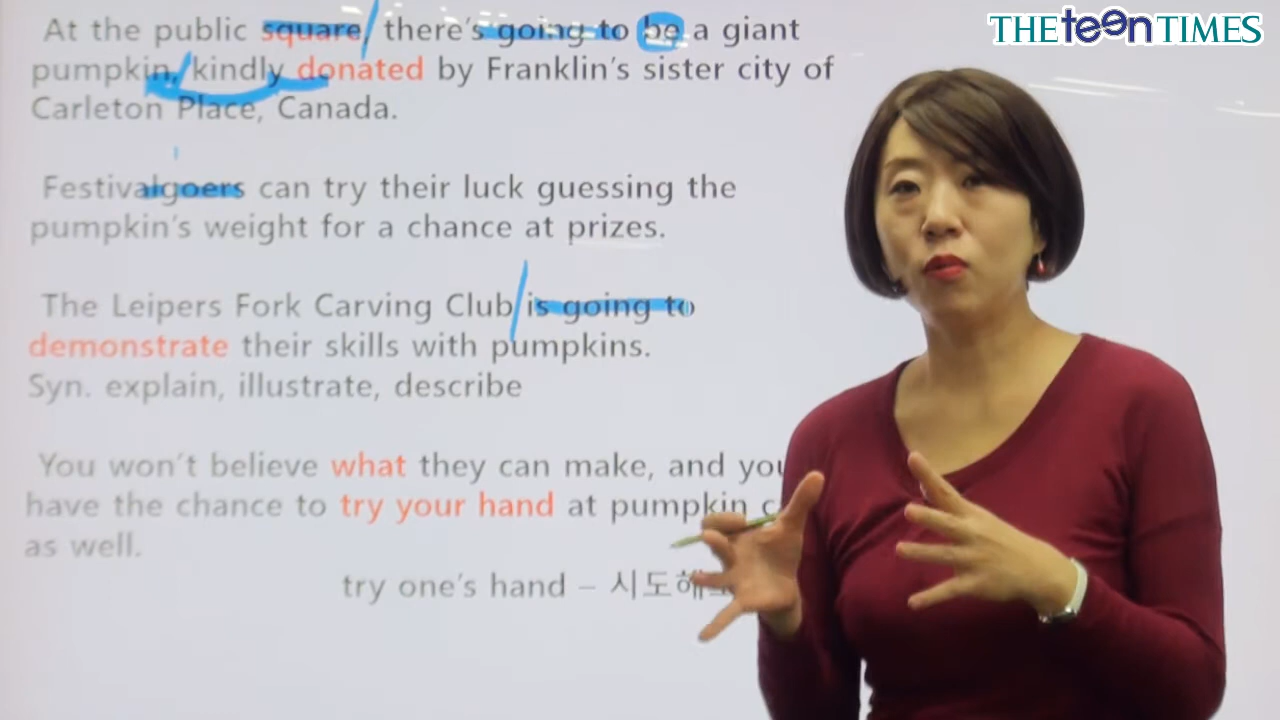 THE teen TIMES
At the public square, there's going to be a giant
pumpkin, kindly donated by Franklin's sister city of
Carleton Place, Canada.
Festivalgoers can try their luck guessing the
pumpkin's weight for a chance at prizes.
The Leipers Fork Carving Club is going to
demonstrate their skills with pumpkins.
Syn. explain, illustrate, describe
You won't believe what they can make, and you
have the chance to try your hand at pumpkin
as well.
try one's hand – 시도해